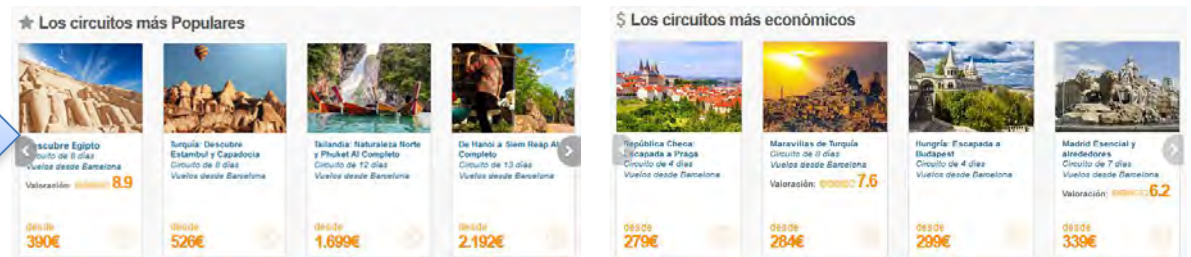 Los circuitos más Populares
Descubre Egipto
Circuito de 8 días
Vuelos desde Barcelona
Valoración: 8.9
desde
390€
Turquía: Descubre
Estambul y Capadocia
Circuito de 8 días
Vuelos desde Barcelona
desde
526€
Tailandia: Naturaleza Norte
y Phuket Al Completo
Circuito de 12 días
Vuelos desde Barcelona
desde
1.699€
De Hanoi a Siem Reap Al
Completo
Circuito de 13 días
Vuelos desde Barcelona
desde
2.192€
$ Los circuitos más económicos
República Checa:
Escapada a Praga
Circuito de 4 días
Vuelos desde Barcelona
desde
279€
Maravillas de Turquía
Circuito de 8 días
Vuelos desde Barcelona
Valoración: 7.6
desde
284€
Hungría: Escapada a
Budapest
Circuito de 4 días
Vuelos desde Barcelona
desde
299€
Madrid Esencial y
alrededores
Circuito de 7 días
Vuelos desde Barcelona
Valoración: 6.2
desde
339€